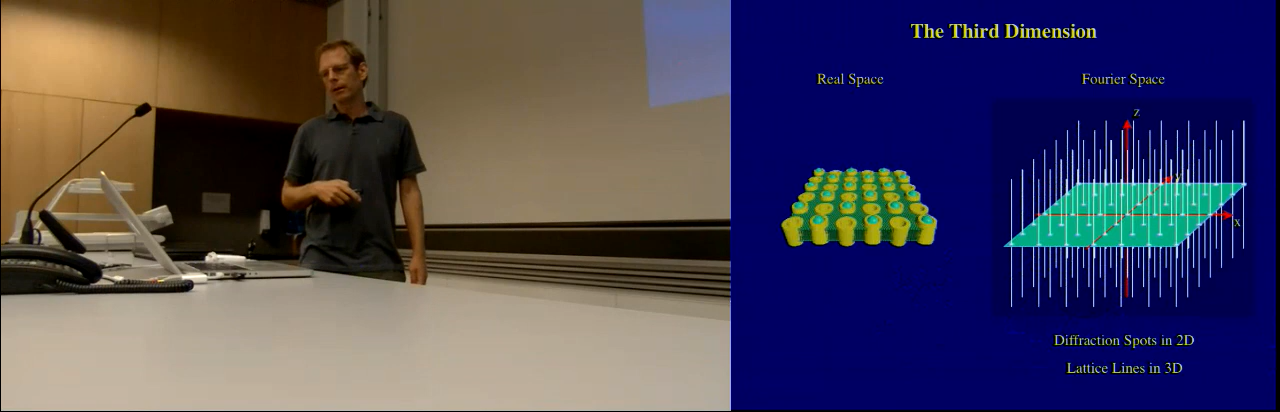 The Third Dimension
Real Space
Fourier Space
Z
Y
X
Diffraction Spots in 2D
Lattice Lines in 3D